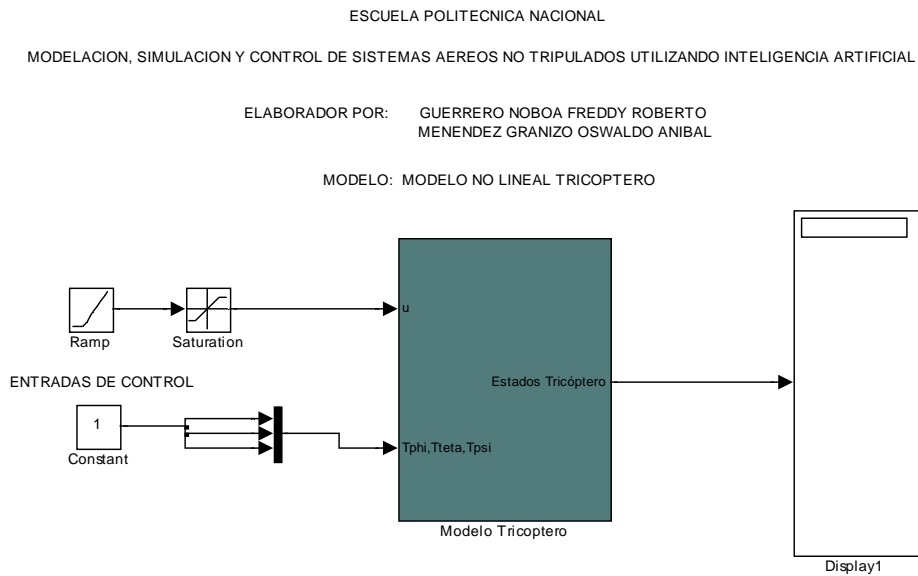 ESCUELA POLITECNICA NACIONAL
MODELACION, SIMULACION Y CONTROL DE SISTEMAS AEREOS NO TRIPULADOS UTILIZANDO INTELIGENCIA ARTIFICIAL
ELABORADOR POR: GUERRERO NOBOA FREDDY ROBERTO
MENENDEZ GRANIZO OSWALDO ANIBAL
MODELO: MODELO NO LINEAL TRICOPTERO
u
Ramp
Saturation
Estados Tricóptero
ENTRADAS DE CONTROL
1
Constant
Tphi,Tteta,Tpsi
Modelo Tricoptero
Display1